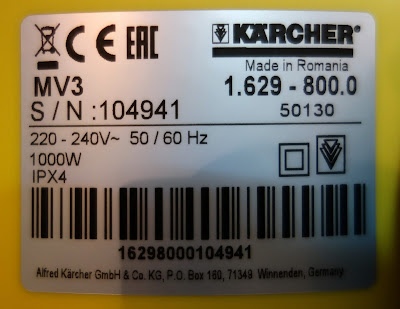 CE EAC KÄRCHER
Made in Romania
MV3 1.629 - 800.0
S / N :104941 50130
220 - 240V~ 50 / 60 Hz
1000W
IPX4
16298000104941
Alfred Kärcher GmbH & Co. KG, P.O. Box 160, 71349 Winnenden, Germany